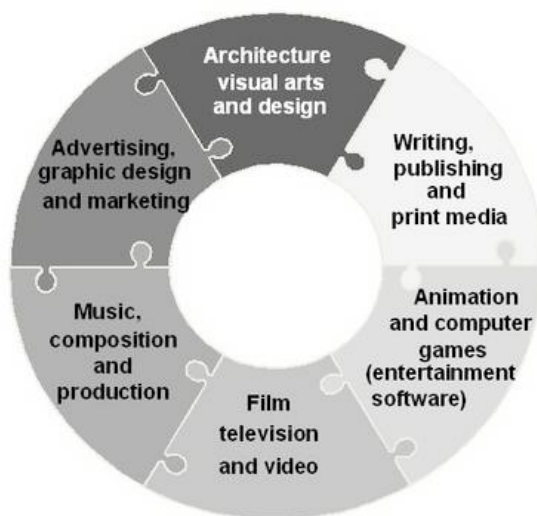 Architecture
visual arts
and design
Writing,
publishing
and
print media
Animation
and computer
games
(entertainment
software)
Film
television
and video
Music,
composition
and
production
Advertising,
graphic design
and marketing